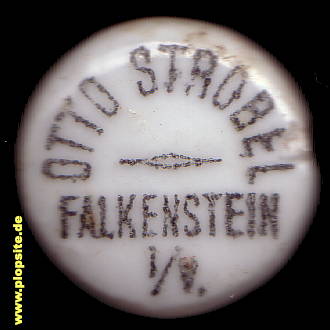 OTTO STROBEL
FALKENSTEIN
i/V.
www.plopsite.de